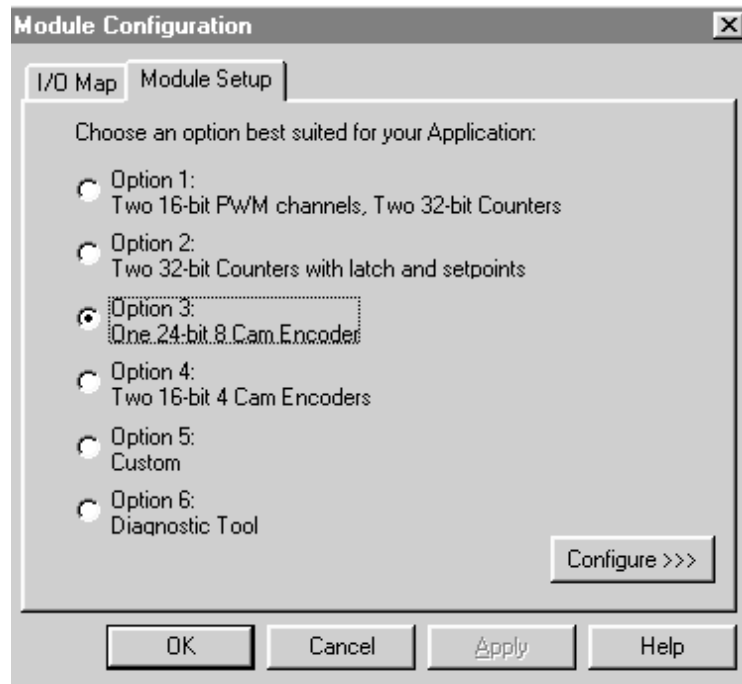 Module Configuration
I/O Map
Module Setup
Choose an option best suited for your Application:
Option 1:
Two 16-bit PWM channels, Two 32-bit Counters
Option 2:
Two 32-bit Counters with latch and setpoints
Option 3:
One 24-bit 8 Cam Encoder
Option 4:
Two 16-bit 4 Cam Encoders
Option 5:
Custom
Option 6:
Diagnostic Tool
Configure >>>
OK
Cancel
Apply
Help